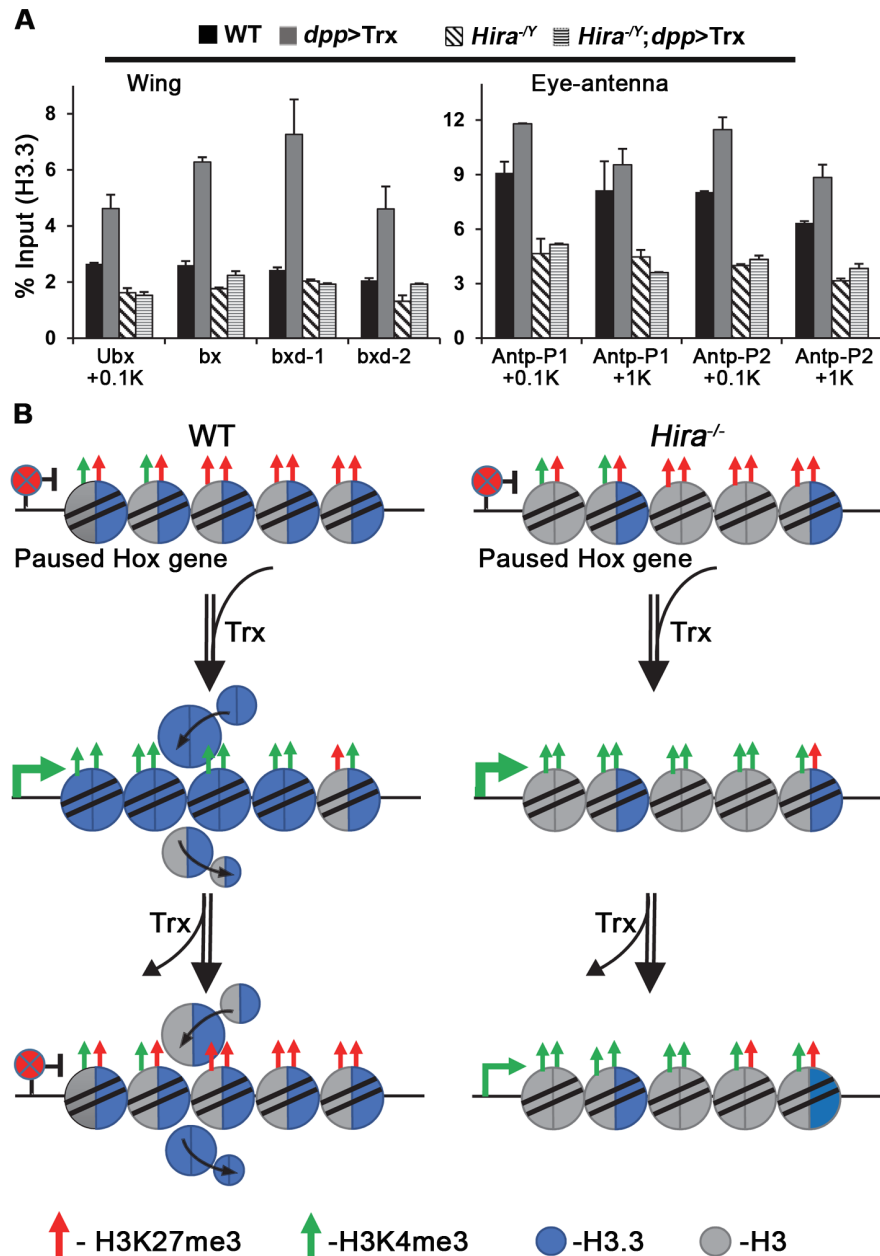 A
WT dpp>Trx Hira-/Y Hira-/Y;dpp>Trx
Wing
Eye-antenna
% Input (H3.3)
8
6
4
2
0
12
9
6
3
0
Ubx +0.1K
bx
bxd-1
bxd-2
Antp-P1 +0.1K
Antp-P1 +1K
Antp-P2 +0.1K
Antp-P2 +1K
B
WT
Hira-/-
Paused Hox gene
Paused Hox gene
Trx
Trx
Trx
Trx
- H3K27me3
-H3K4me3
-H3.3
-H3